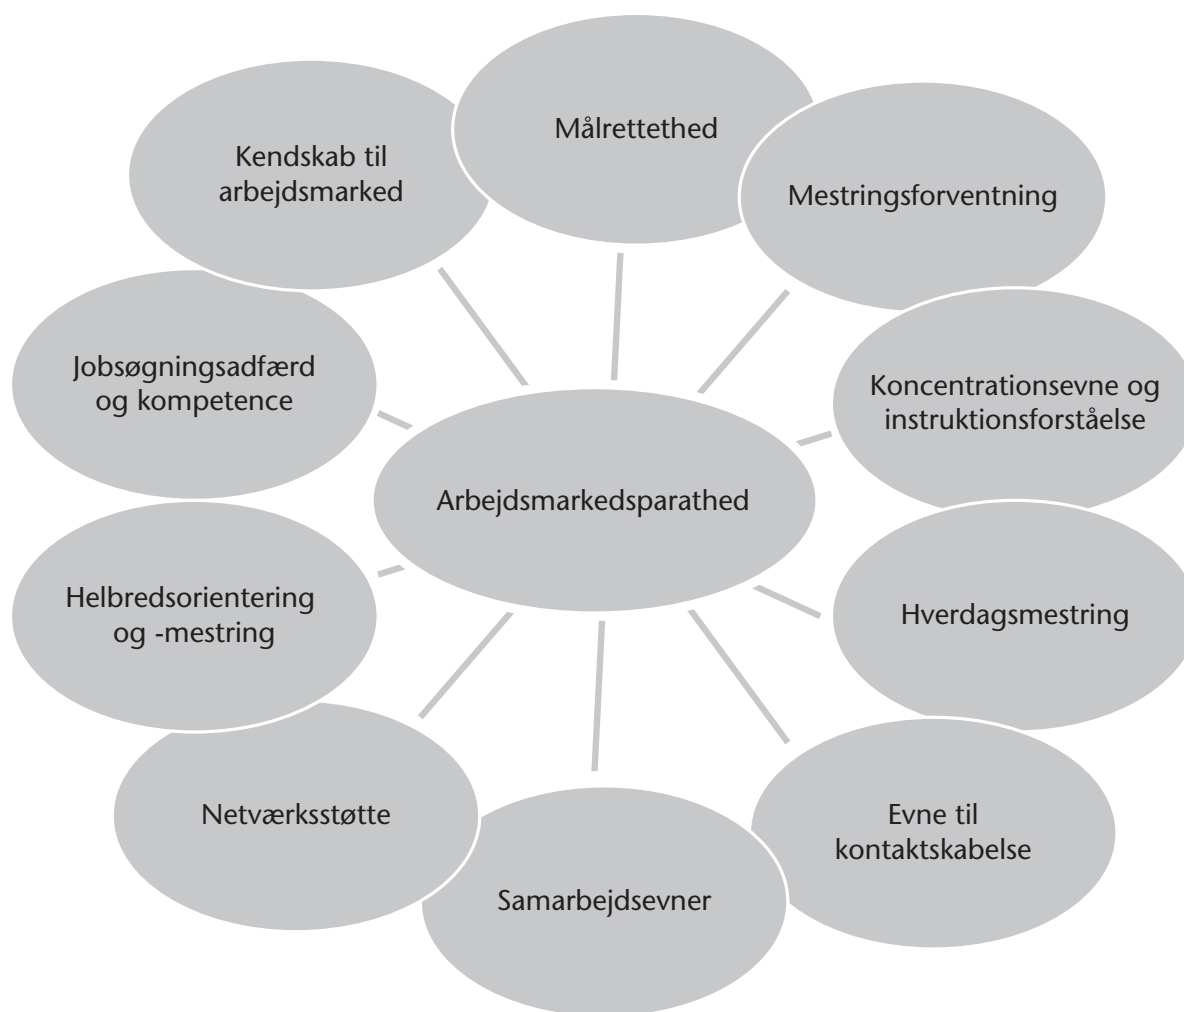 Målrettethed
Kendskab til
arbejdsmarked
Mestringsforventning
Jobsøgningsadfærd
og kompetence
Koncentrationsevne og
instruktionsforståelse
Arbejdsmarkedsparathed
Helbredsorientering
og -mestring
Hverdagsmestring
Netværksstøtte
Evne til
kontaktskabelse
Samarbejdsevner